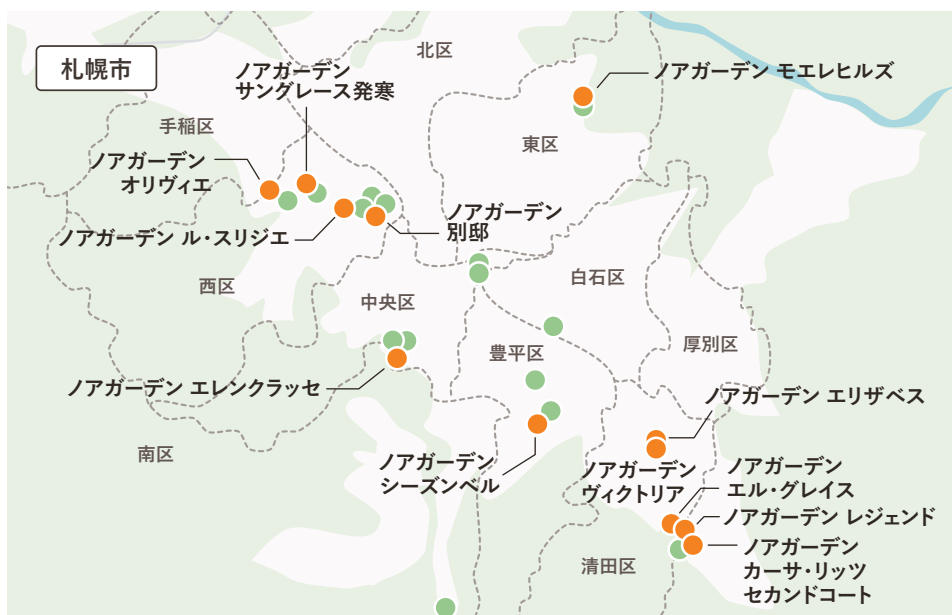 札幌市
北区
ノアガーデン
サングレース発寒
ノアガーデン モエレヒルズ
手稲区
東区
ノアガーデン
オリヴィエ
ノアガーデン ル・スリジエ
ノアガーデン
別邸
西区
中央区
白石区
豊平区
厚別区
ノアガーデン エレンクラッセ
ノアガーデン エリザベス
南区
ノアガーデン
シーズンベル
ノアガーデン
ヴィクトリア
ノアガーデン
エル・グレイス
ノアガーデン レジェンド
清田区
ノアガーデン
カーサ・リッツ
セカンドコート